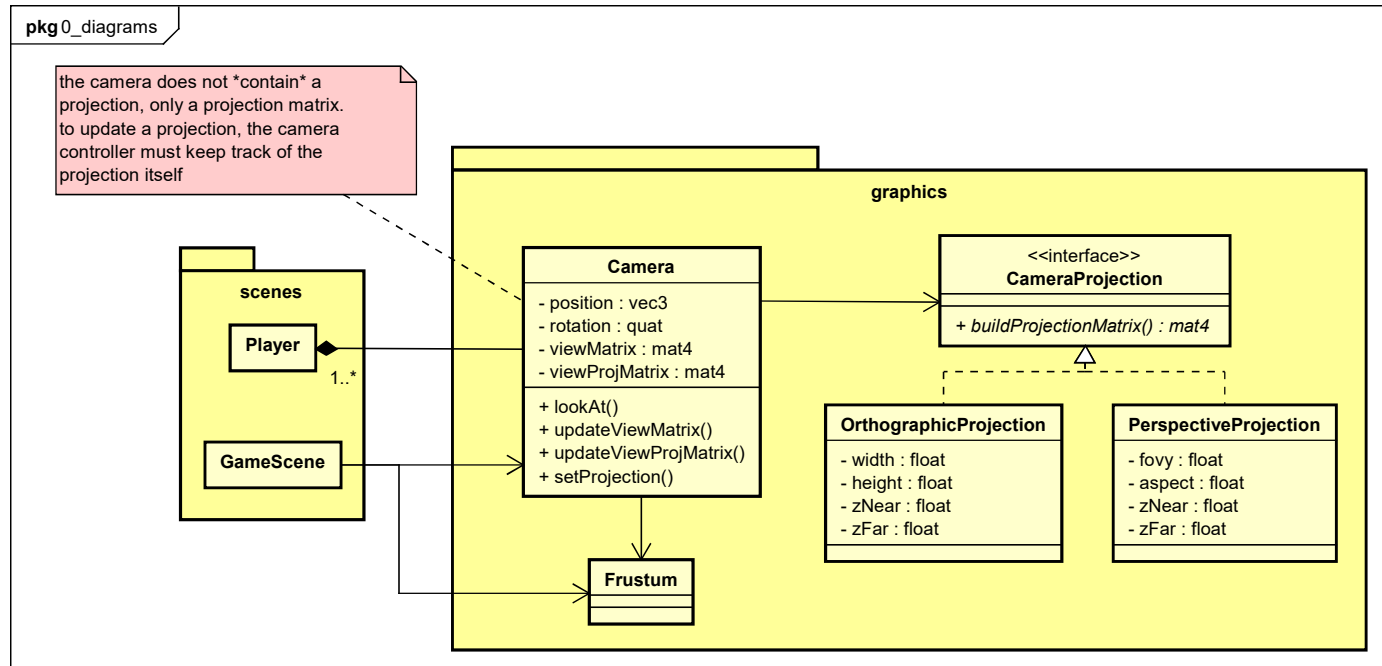 pkg 0_diagrams
the camera does not *contain* a
projection, only a projection matrix.
to update a projection, the camera
controller must keep track of the
projection itself
graphics
scenes
Player
1..*
GameScene
Camera
- position : vec3
- rotation : quat
- viewMatrix : mat4
- viewProjMatrix : mat4
+ lookAt()
+ updateViewMatrix()
+ updateViewProjMatrix()
+ setProjection()
Frustum
<<interface>>
CameraProjection
+ buildProjectionMatrix() : mat4
OrthographicProjection
- width : float
- height : float
- zNear : float
- zFar : float
PerspectiveProjection
- fovy : float
- aspect : float
- zNear : float
- zFar : float